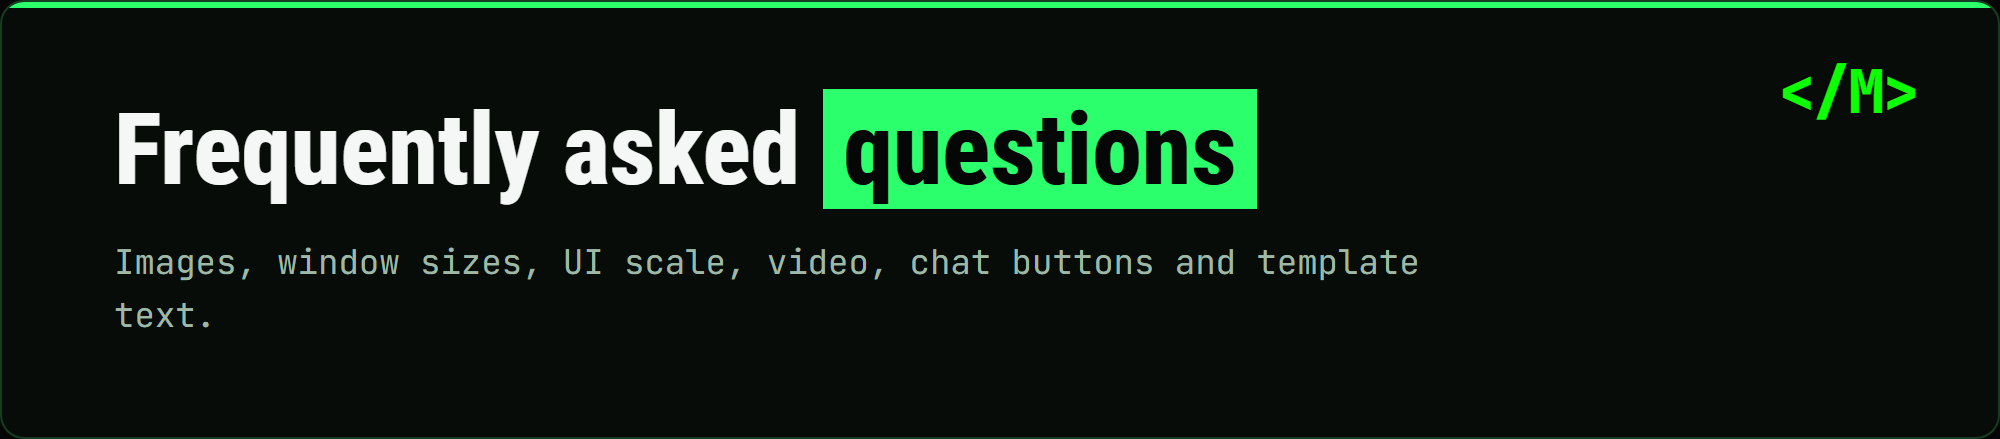 </M>
Frequently asked questions
Images, window sizes, UI scale, video, chat buttons and template
text.